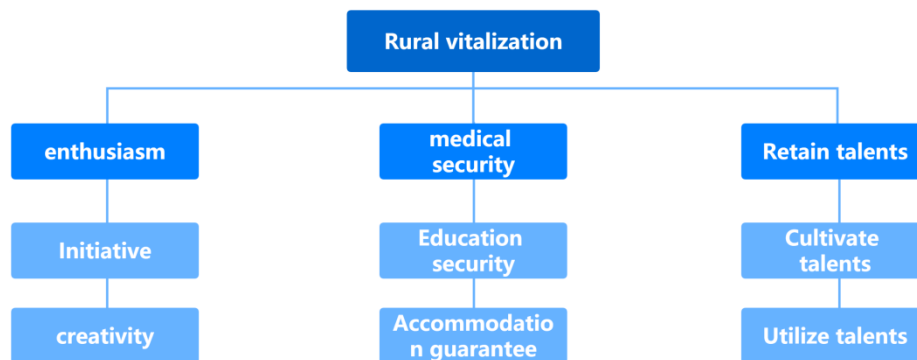 Rural vitalization
enthusiasm
medical
security
Retain talents
Initiative
Education
security
Cultivate
talents
creativity
Accommodatio
n guarantee
Utilize talents